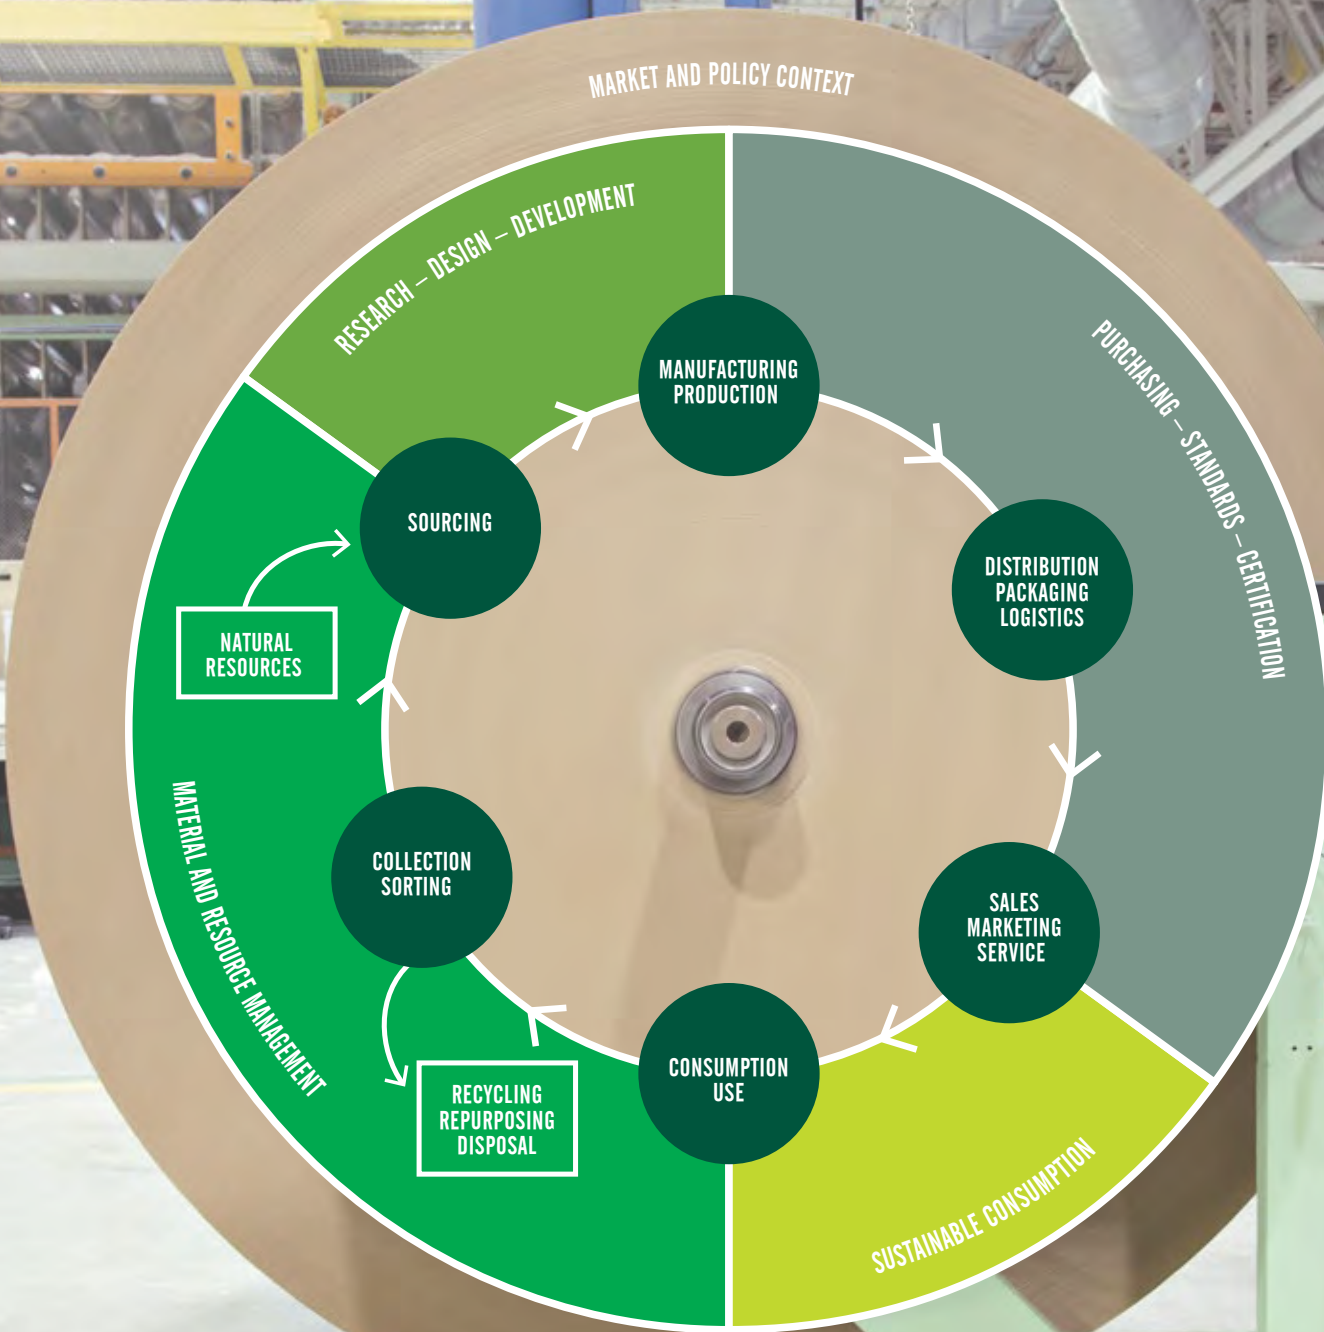 MARKET AND POLICY CONTEXT
RESEARCH – DESIGN – DEVELOPMENT
PURCHASING – STANDARDS – CERTIFICATION
MANUFACTURING
PRODUCTION
SOURCING
DISTRIBUTION
PACKAGING
LOGISTICS
NATURAL
RESOURCES
MATERIAL AND RESOURCE MANAGEMENT
COLLECTION
SORTING
SALES
MARKETING
SERVICE
CONSUMPTION
USE
RECYCLING
REPURPOSING
DISPOSAL
SUSTAINABLE CONSUMPTION